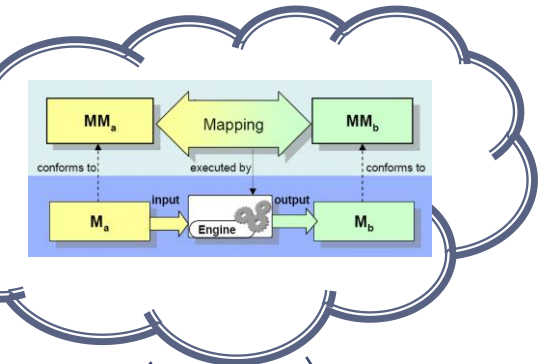 MMa
Mapping
MMb
conforms to
executed by
conforms to
input
output
Ma
Engine
Mb